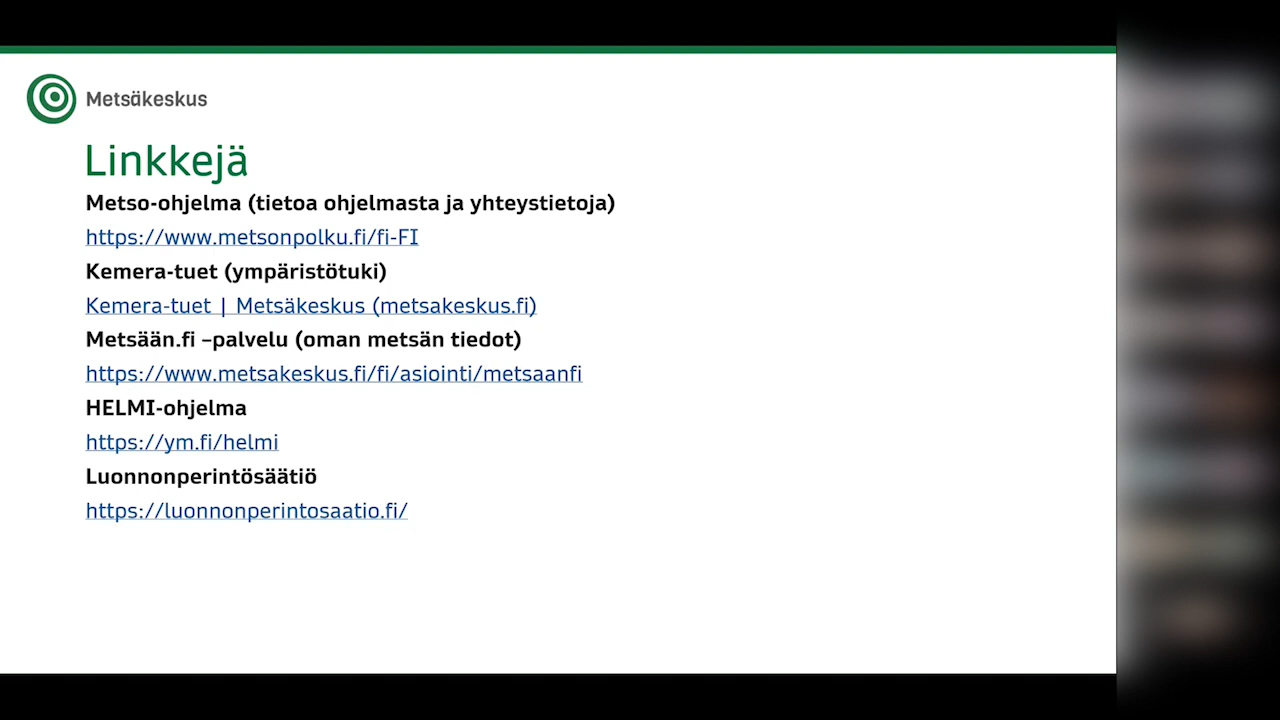 Metsäkeskus
Linkkejä
Metso-ohjelma (tietoa ohjelmasta ja yhteystietoja)
https://www.metsonpolku.fi/fi-FI
Kemera-tuet (ympäristötuki)
Kemera-tuet | Metsäkeskus (metsakeskus.fi)
Metsään.fi –palvelu (oman metsän tiedot)
https://www.metsakeskus.fi/fi/asiointi/metsaanfi
HELMI-ohjelma
https://ym.fi/helmi
Luonnonperintösäätiö
https://luonnonperintosaatio.fi/